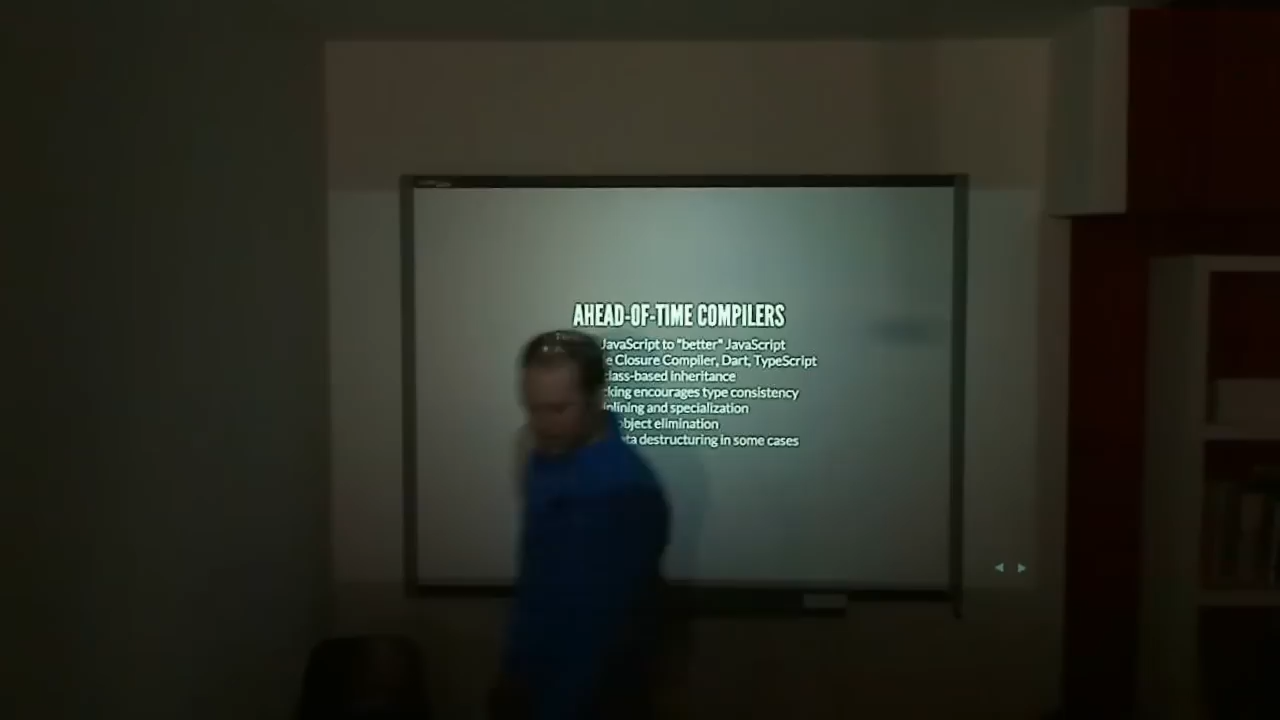 AHEAD-OF-TIME COMPILERS
JavaScript to "better" JavaScript
Closure Compiler, Dart, TypeScript
class-based inheritance
encourages type consistency
and specialization
object elimination
destructuring in some cases